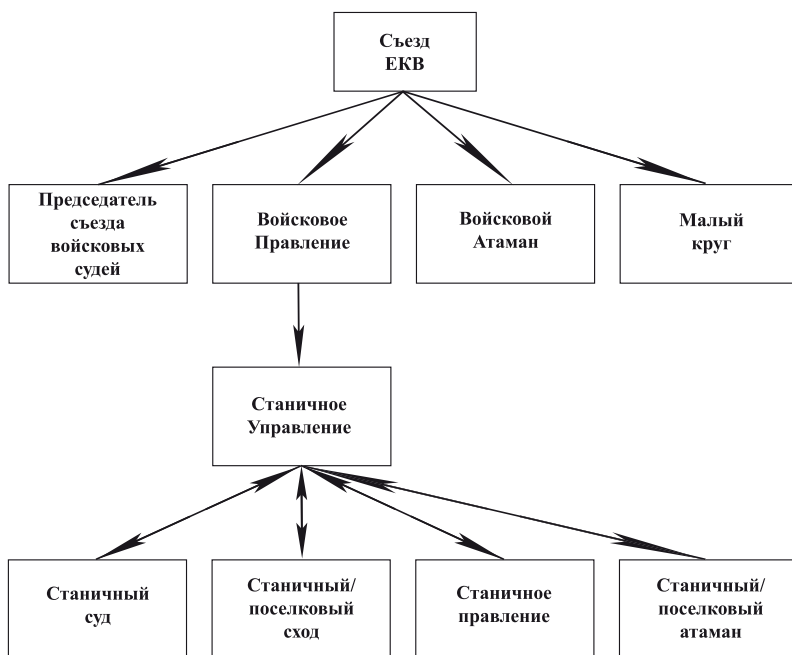 Съезд
ЕКВ
Председатель
съезда
войсковых
судей
Войсковое
Правление
Войсковой
Атаман
Малый
круг
Станичное
Управление
Станичный
суд
Станичный/
поселковый
сход
Станичное
правление
Станичный/
поселковый
атаман